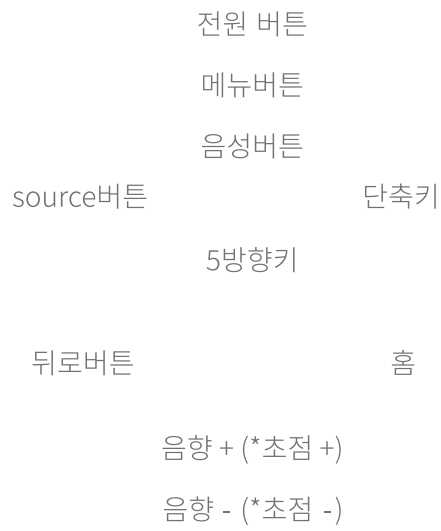 전원 버튼
메뉴버튼
음성버튼
source버튼 단축키
5방향키
뒤로버튼 홈
음향 + (*초점 +)
음향 - (*초점 -)